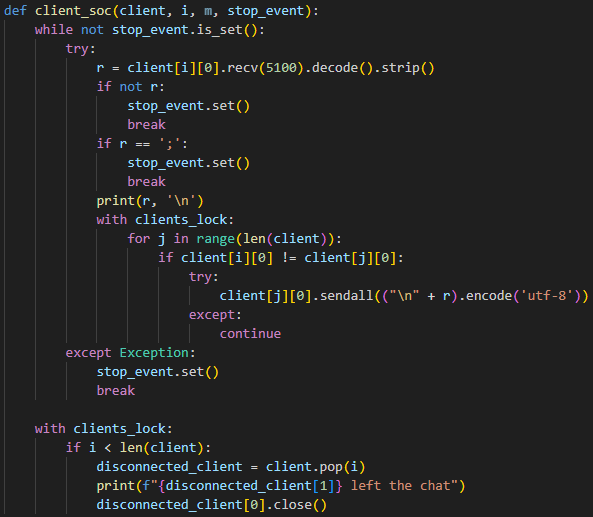 def client_soc(client, i, m, stop_event):
    while not stop_event.is_set():
        try:
            r = client[i][0].recv(5100).decode().strip()
            if not r:
                stop_event.set()
                break
            if r == ';':
                stop_event.set()
                break
            print(r, '\n')
            with clients_lock:
                for j in range(len(client)):
                    if client[i][0] != client[j][0]:
                        try:
                            client[j][0].sendall(("\n" + r).encode('utf-8'))
                        except:
                            continue
        except Exception:
            stop_event.set()
            break

    with clients_lock:
        if i < len(client):
            disconnected_client = client.pop(i)
            print(f"{disconnected_client[1]} left the chat")
            disconnected_client[0].close()